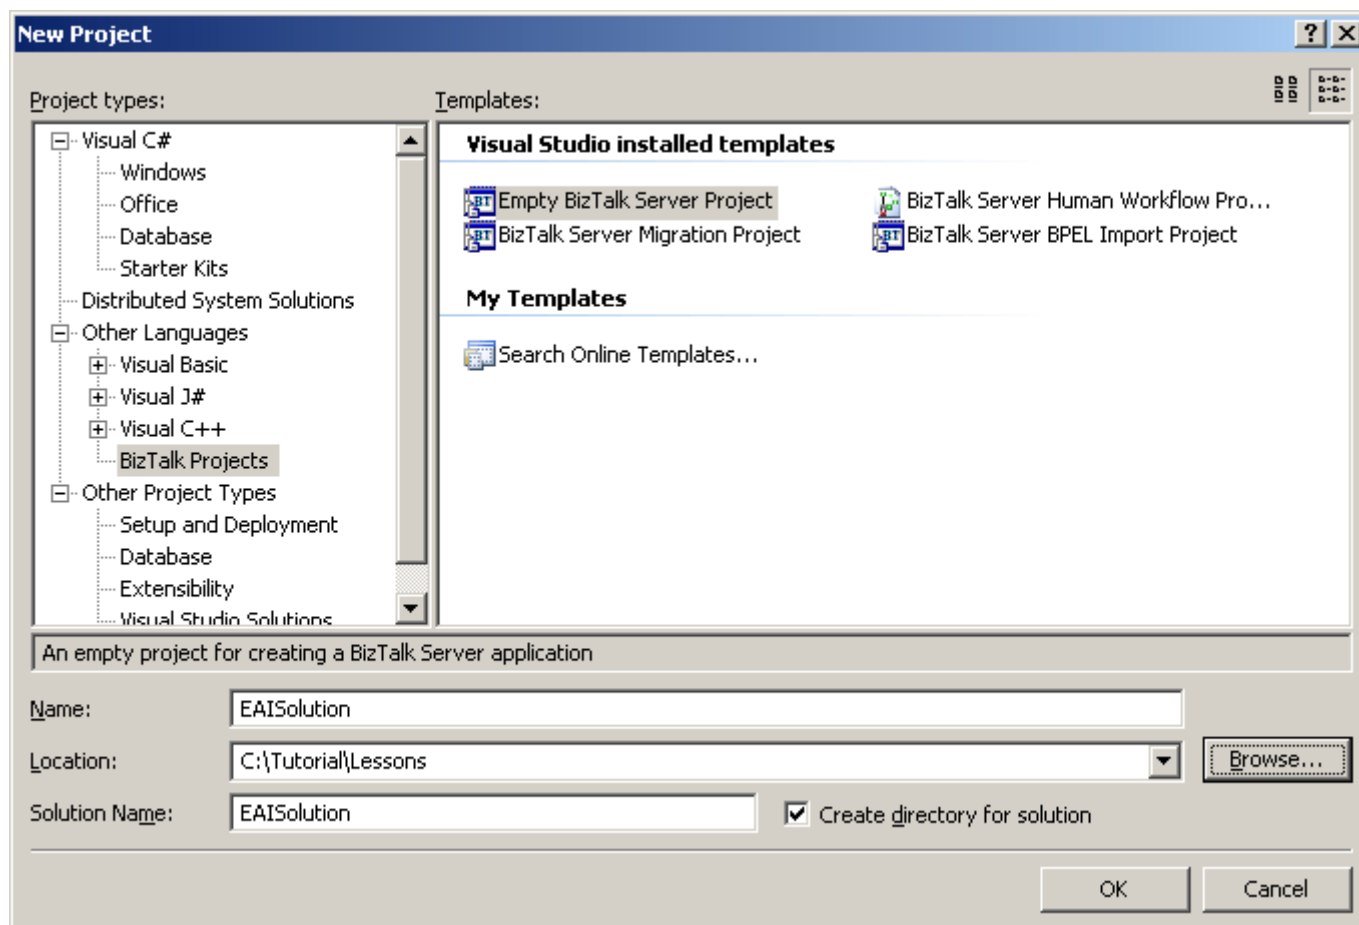 New Project
Project types:
Templates:
Visual C#
Windows
Office
Database
Starter Kits
Distributed System Solutions
Other Languages
Visual Basic
Visual J#
Visual C++
BizTalk Projects
Other Project Types
Setup and Deployment
Database
Extensibility
Visual Studio Solutions
Visual Studio installed templates
Empty BizTalk Server Project
BizTalk Server Human Workflow Pro...
BizTalk Server Migration Project
BizTalk Server BPEL Import Project
My Templates
Search Online Templates...
An empty project for creating a BizTalk Server application
Name:
EAISolution
Location:
C:\Tutorial\Lessons
Browse...
Solution Name:
EAISolution
Create directory for solution
OK
Cancel